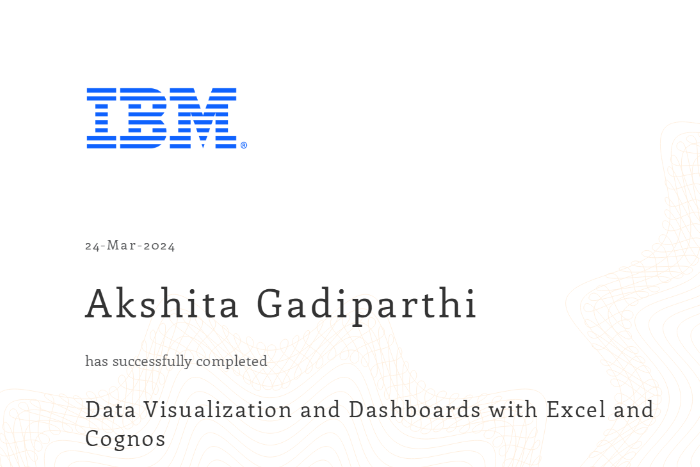 IBM®
24-Mar-2024
Akshita Gadiparthi
has successfully completed
Data Visualization and Dashboards with Excel and
Cognos